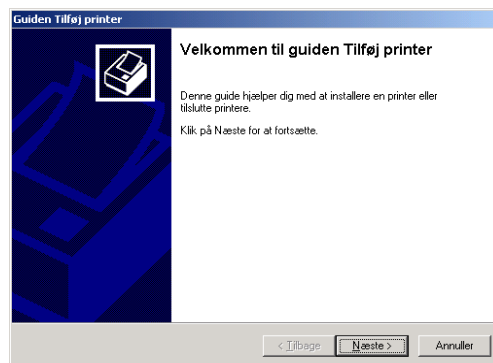 Guiden Tilføj printer
Velkommen til guiden Tilføj printer
Denne guide hjælper dig med at installere en printer eller
tilslutte printere.
Klik på Næste for at fortsætte.
< Tilbage
Næste >
Annuller